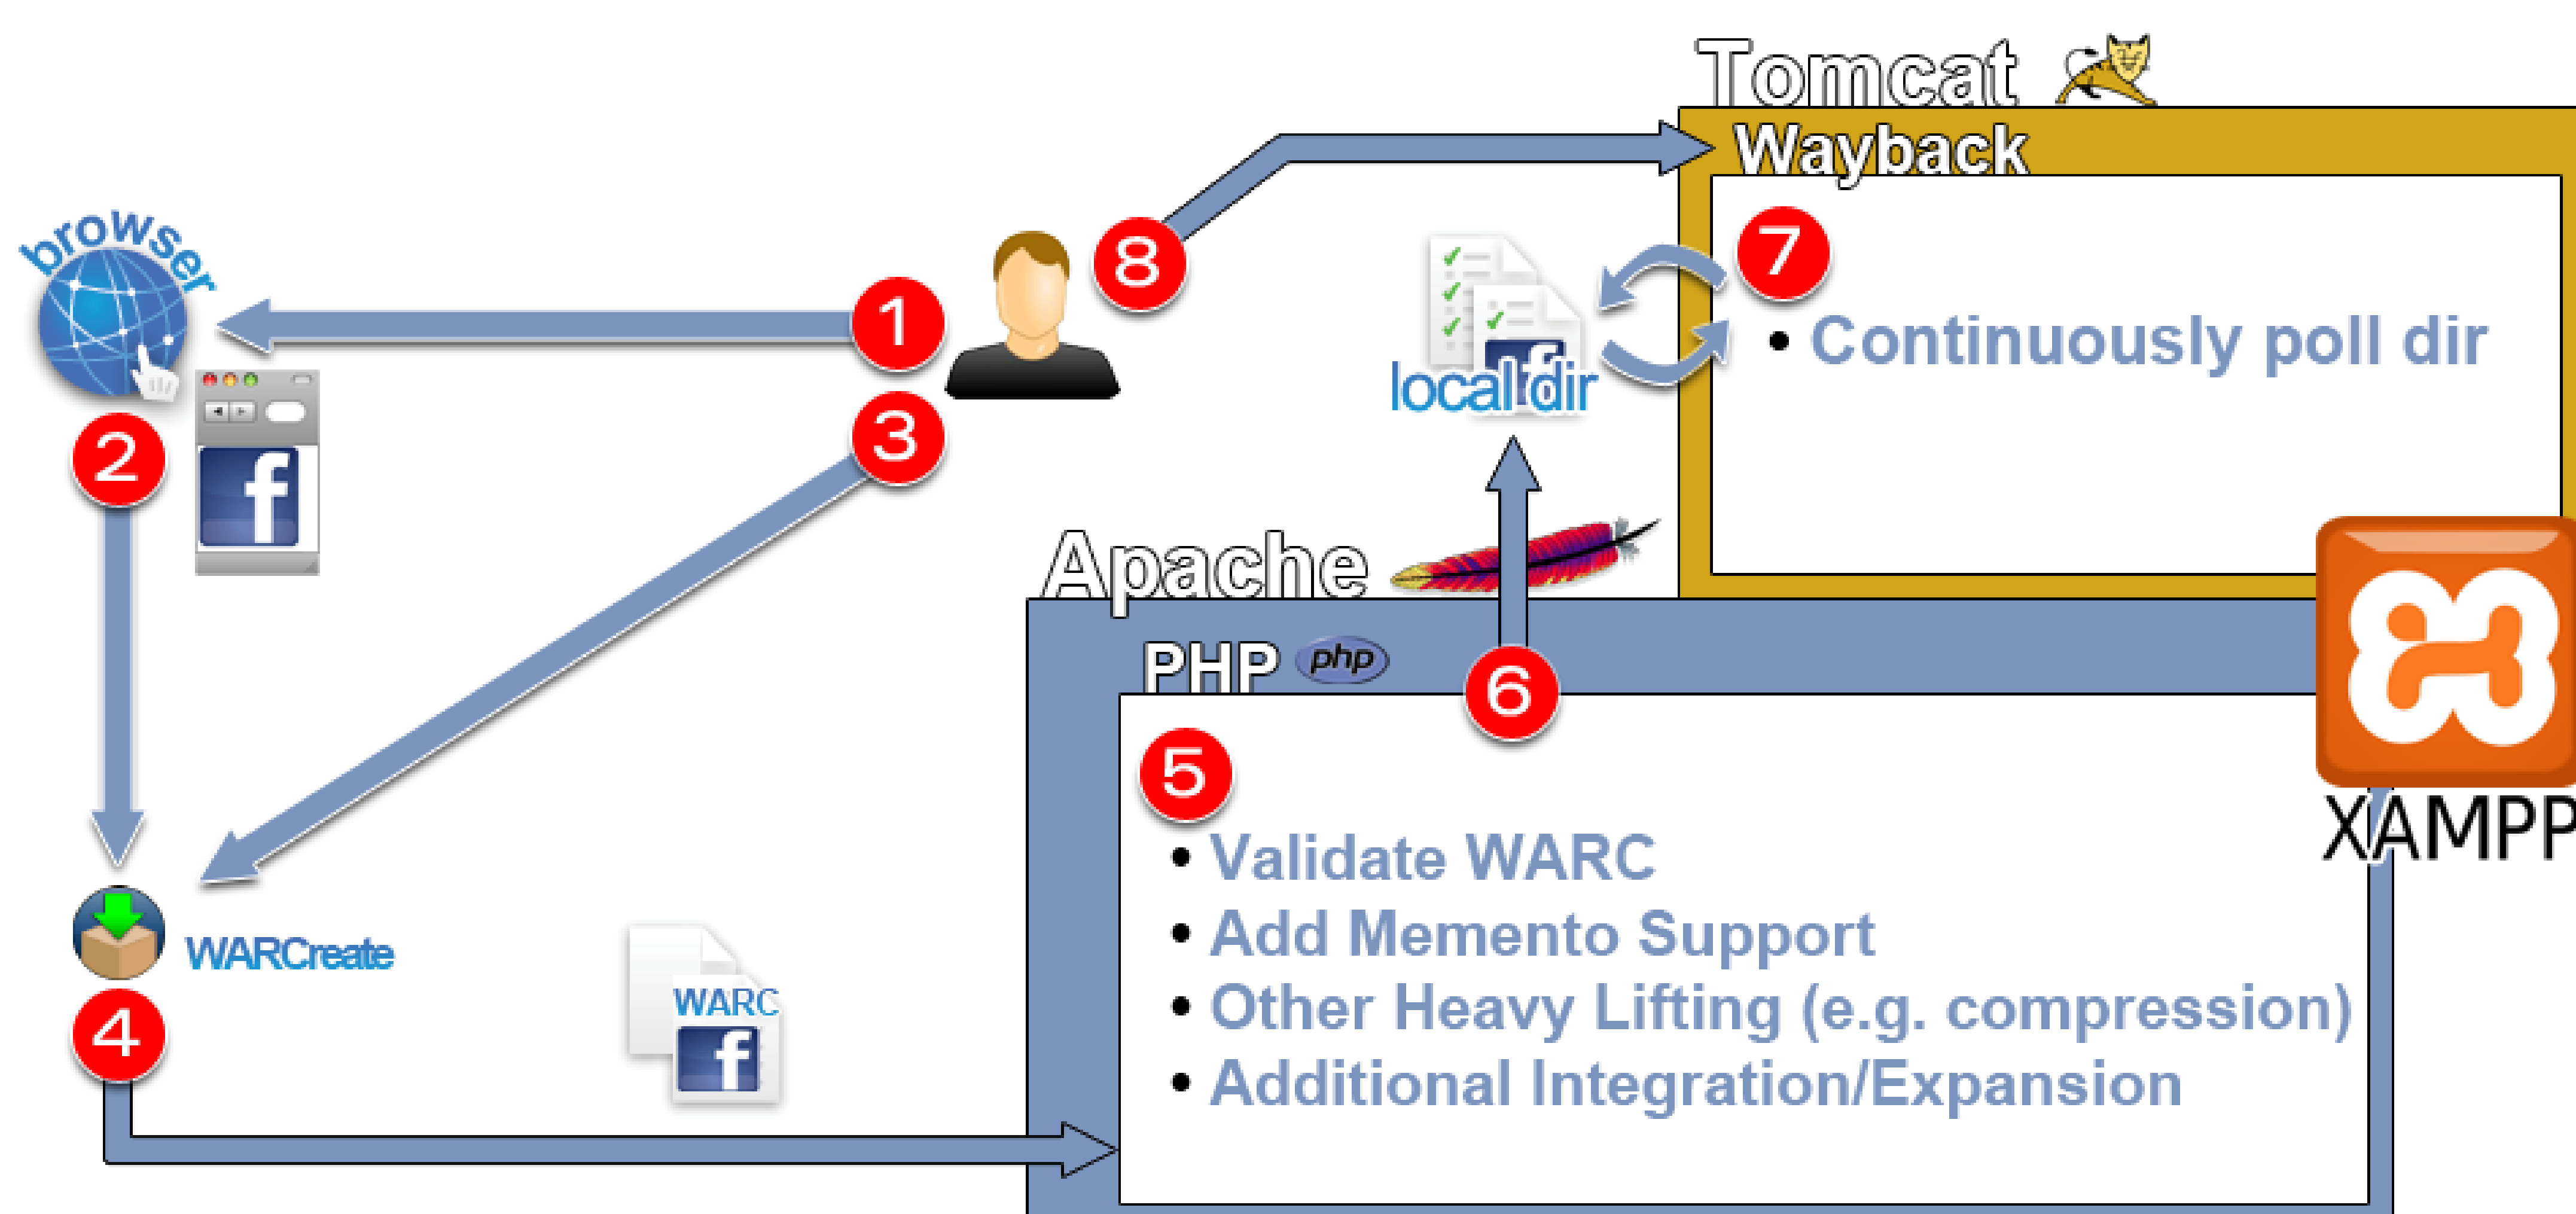 Tomcat
Wayback
browser
8
7
1
• Continuously poll dir
local dir
3
2
f
Apache
PHP php
6
5
XAMPP
• Validate WARC
• Add Memento Support
WARCreate
WARC
f
• Other Heavy Lifting (e.g. compression)
4
• Additional Integration/Expansion